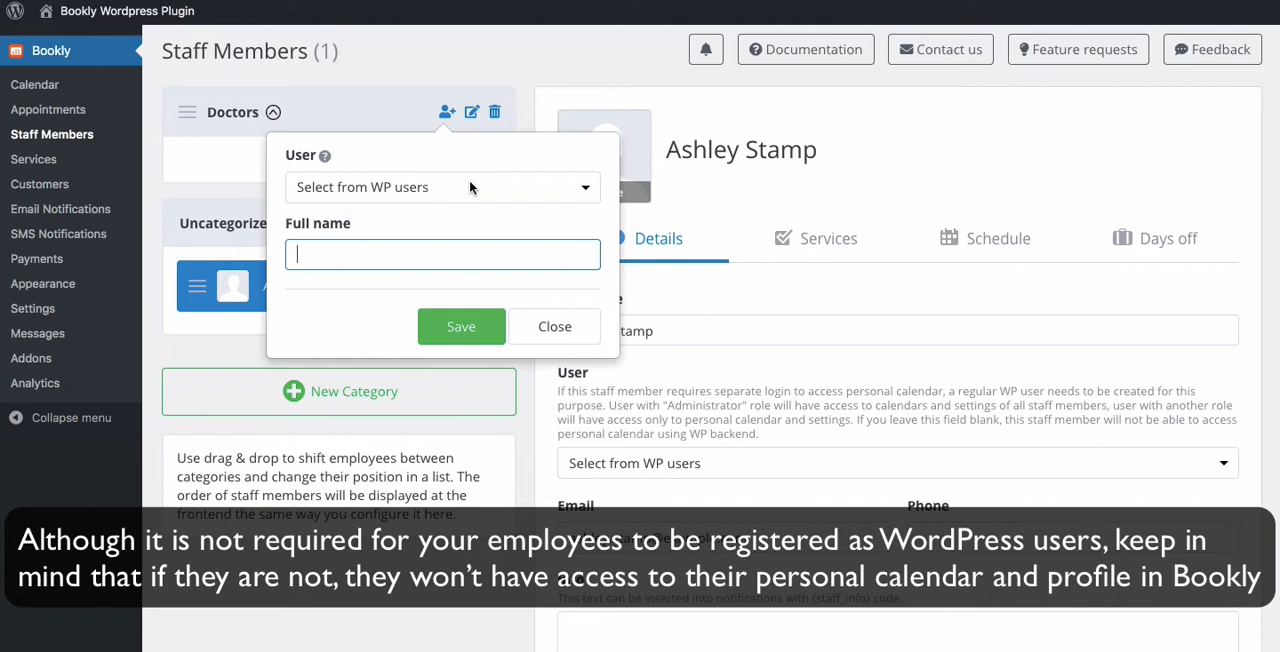 Bookly Wordpress Plugin
Bookly
Calendar
Appointments
Staff Members
Services
Customers
Email Notifications
SMS Notifications
Payments
Appearance
Settings
Messages
Addons
Analytics
Collapse menu
Staff Members (1)
Documentation
Contact us
Feature requests
Feedback
Doctors
User
Select from WP users
Full name
Save
Close
Uncategorize
New Category
Use drag & drop to shift employees between
categories and change their position in a list. The
order of staff members will be displayed at the
frontend the same way you configure it here.
Ashley Stamp
Details
Services
Schedule
Days off
tamp
User
If this staff member requires separate login to access personal calendar, a regular WP user needs to be created for this
purpose. User with "Administrator" role will have access to calendars and settings of all staff members, user with another role
will have access only to personal calendar and settings. If you leave this field blank, this staff member will not be able to access
personal calendar using WP backend.
Select from WP users
Email
Phone
This text can be inserted into notifications with {staff_info} code.
Although it is not required for your employees to be registered as WordPress users, keep in
mind that if they are not, they won't have access to their personal calendar and profile in Bookly